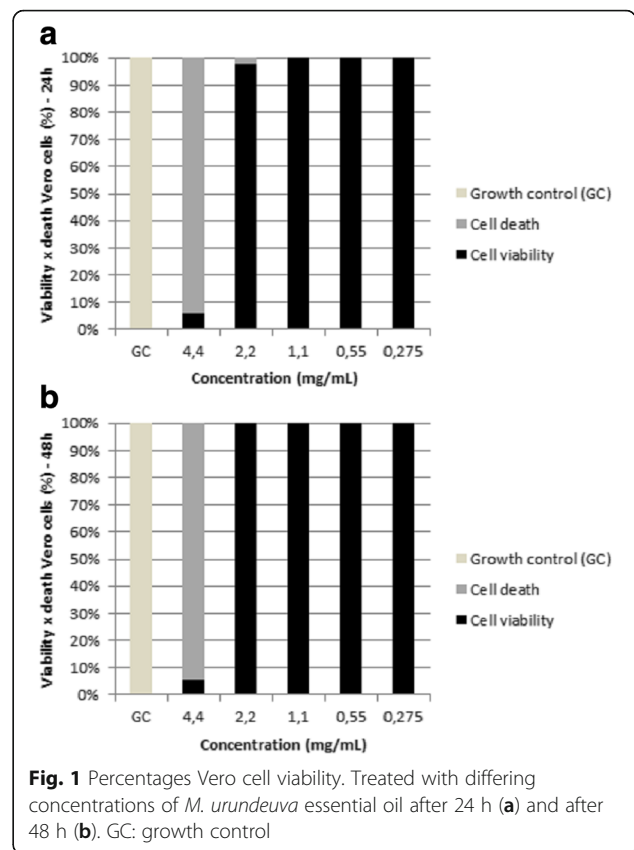 a
Viability x death Vero cells (%) - 24h
100%
90%
80%
70%
60%
50%
40%
30%
20%
10%
0%
GC 4,4 2,2 1,1 0,55 0,275
Concentration (mg/mL)
Growth control (GC)
Cell death
Cell viability
b
Viability x death Vero cells (%) - 48h
100%
90%
80%
70%
60%
50%
40%
30%
20%
10%
0%
GC 4,4 2,2 1,1 0,55 0,275
Concentration (mg/mL)
Growth control (GC)
Cell death
Cell viability
Fig. 1 Percentages Vero cell viability. Treated with differing
concentrations of M. urundeuva essential oil after 24 h (a) and after
48 h (b). GC: growth control